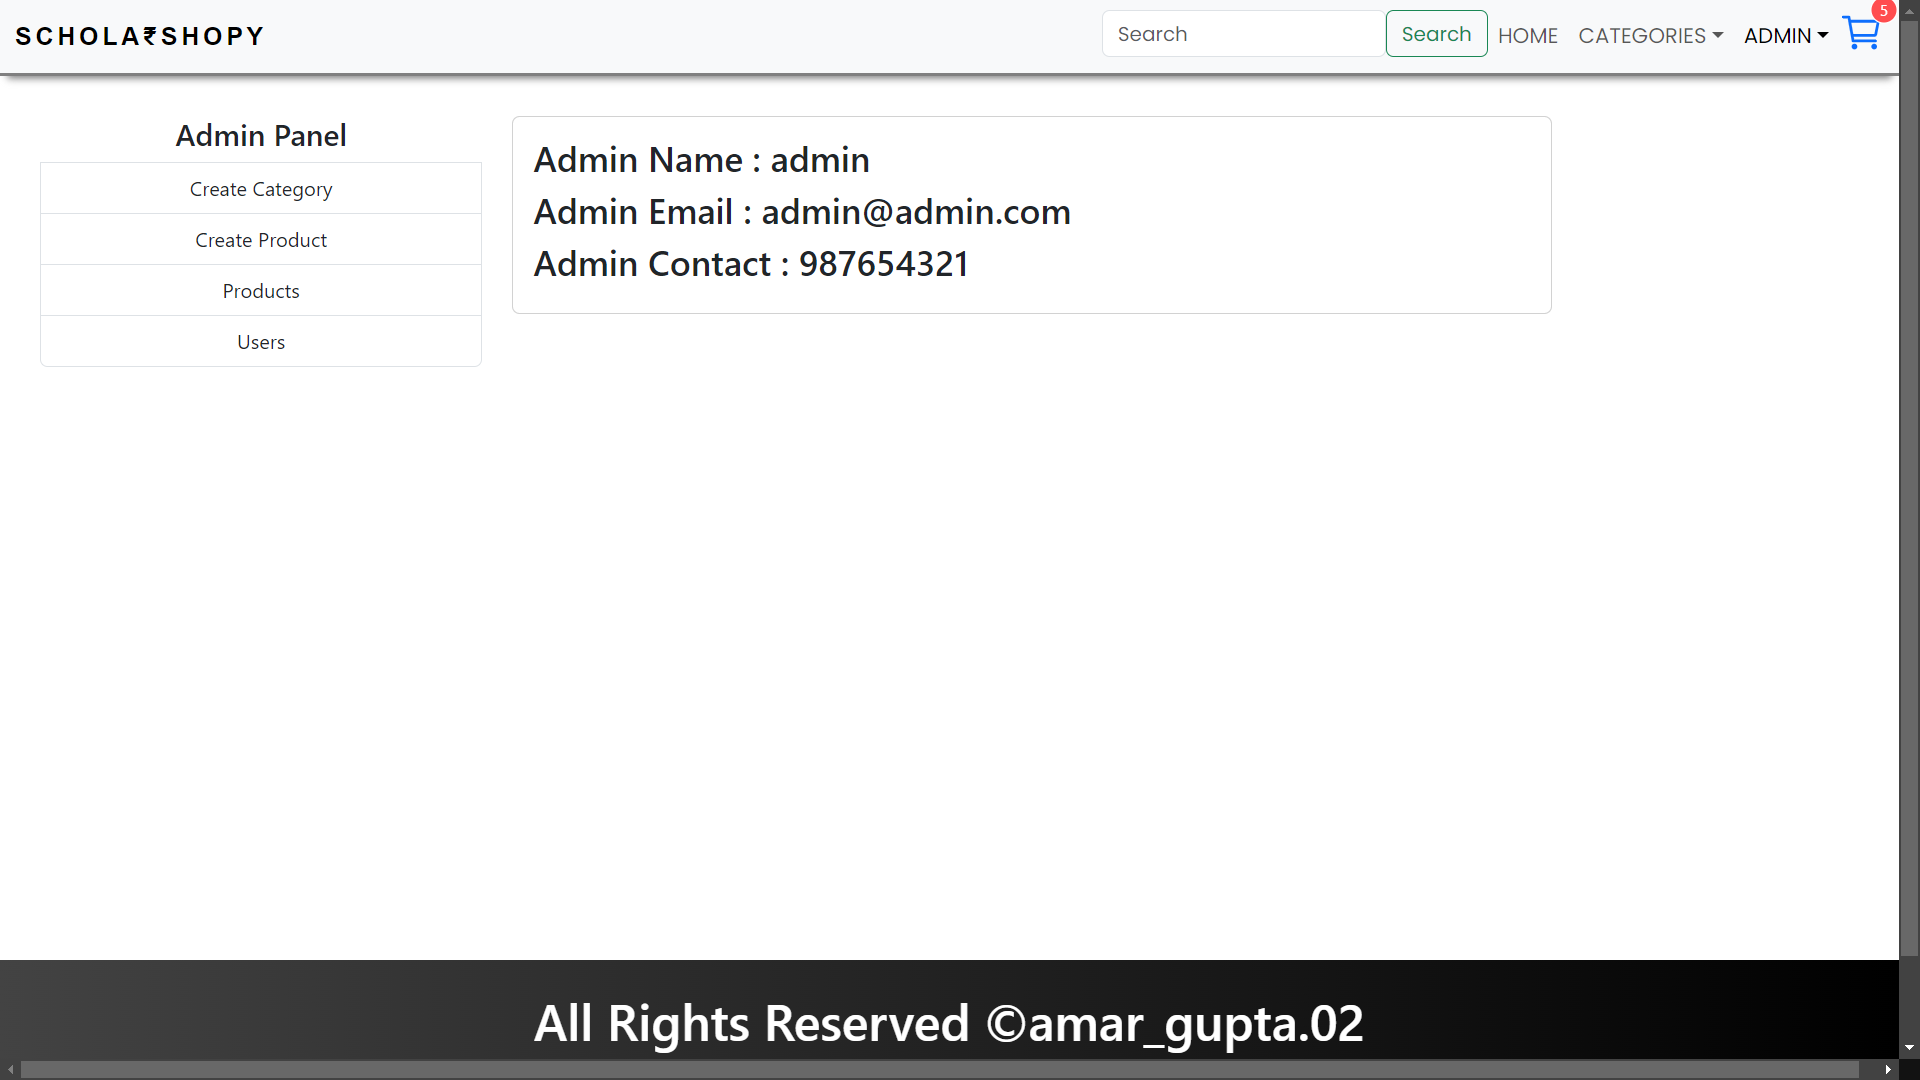 SCHOLA₹SHOPY
Search
Search
HOME
CATEGORIES
ADMIN
5
Admin Panel
Create Category
Create Product
Products
Users
Admin Name : admin
Admin Email : admin@admin.com
Admin Contact : 987654321
All Rights Reserved ©amar_gupta.02